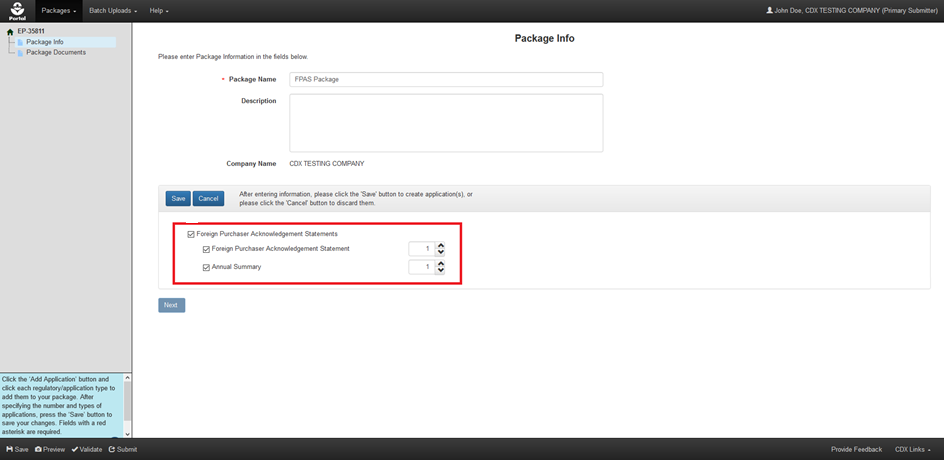 Portal
Packages
Batch Uploads
Help
John Doe, CDX TESTING COMPANY (Primary Submitter)
EP-35811
Package Info
Package Documents
Package Info
Please enter Package Information in the fields below.
* Package Name
FPAS Package
Description
Company Name
CDX TESTING COMPANY
Save
Cancel
After entering information, please click the 'Save' button to create application(s), or
please click the 'Cancel' button to discard them.
Foreign Purchaser Acknowledgement Statements
Foreign Purchaser Acknowledgement Statement
1
Annual Summary
1
Next
Click the 'Add Application' button and
click each regulatory/application type to
add them to your package. After
specifying the number and types of
applications, press the 'Save' button to
save your changes. Fields with a red
asterisk are required.
Save
Preview
Validate
Submit
Provide Feedback
CDX Links